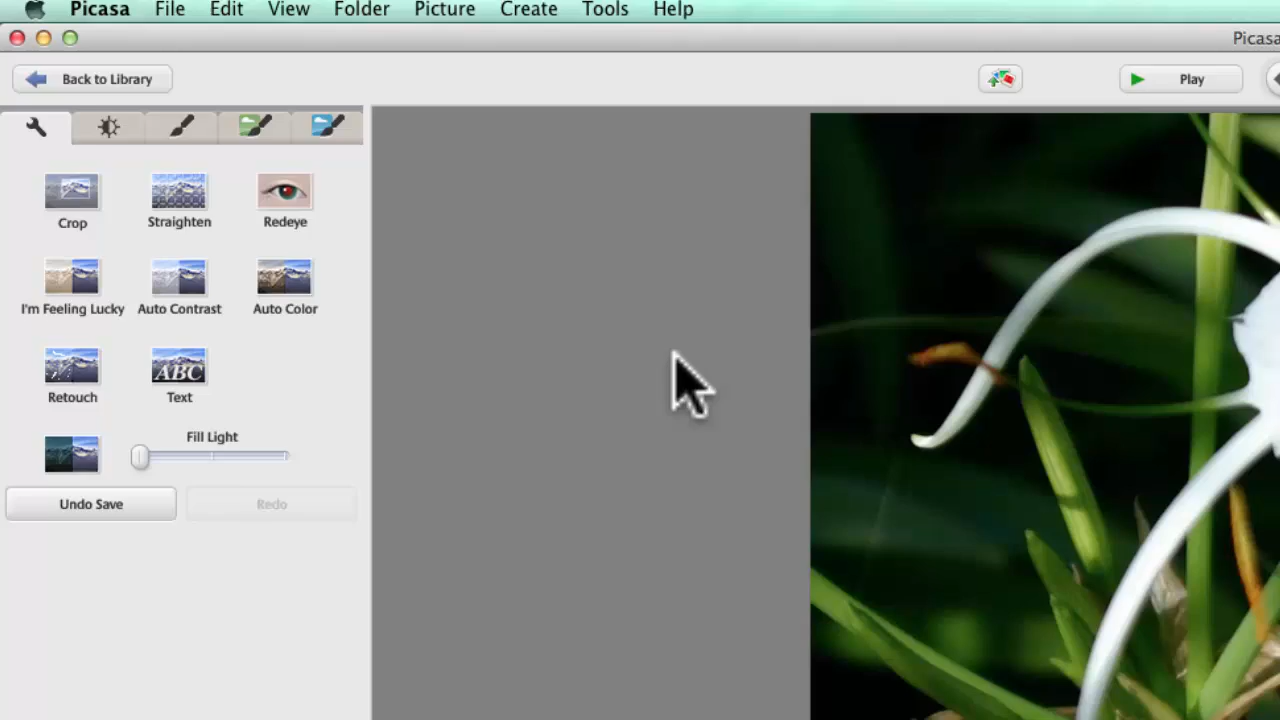 Picasa File Edit View Folder Picture Create Tools Help
Picasa
Back to Library
Play
Crop Straighten Redeye
I'm Feeling Lucky Auto Contrast Auto Color
Retouch
ABC
Text
Fill Light
Undo Save Redo